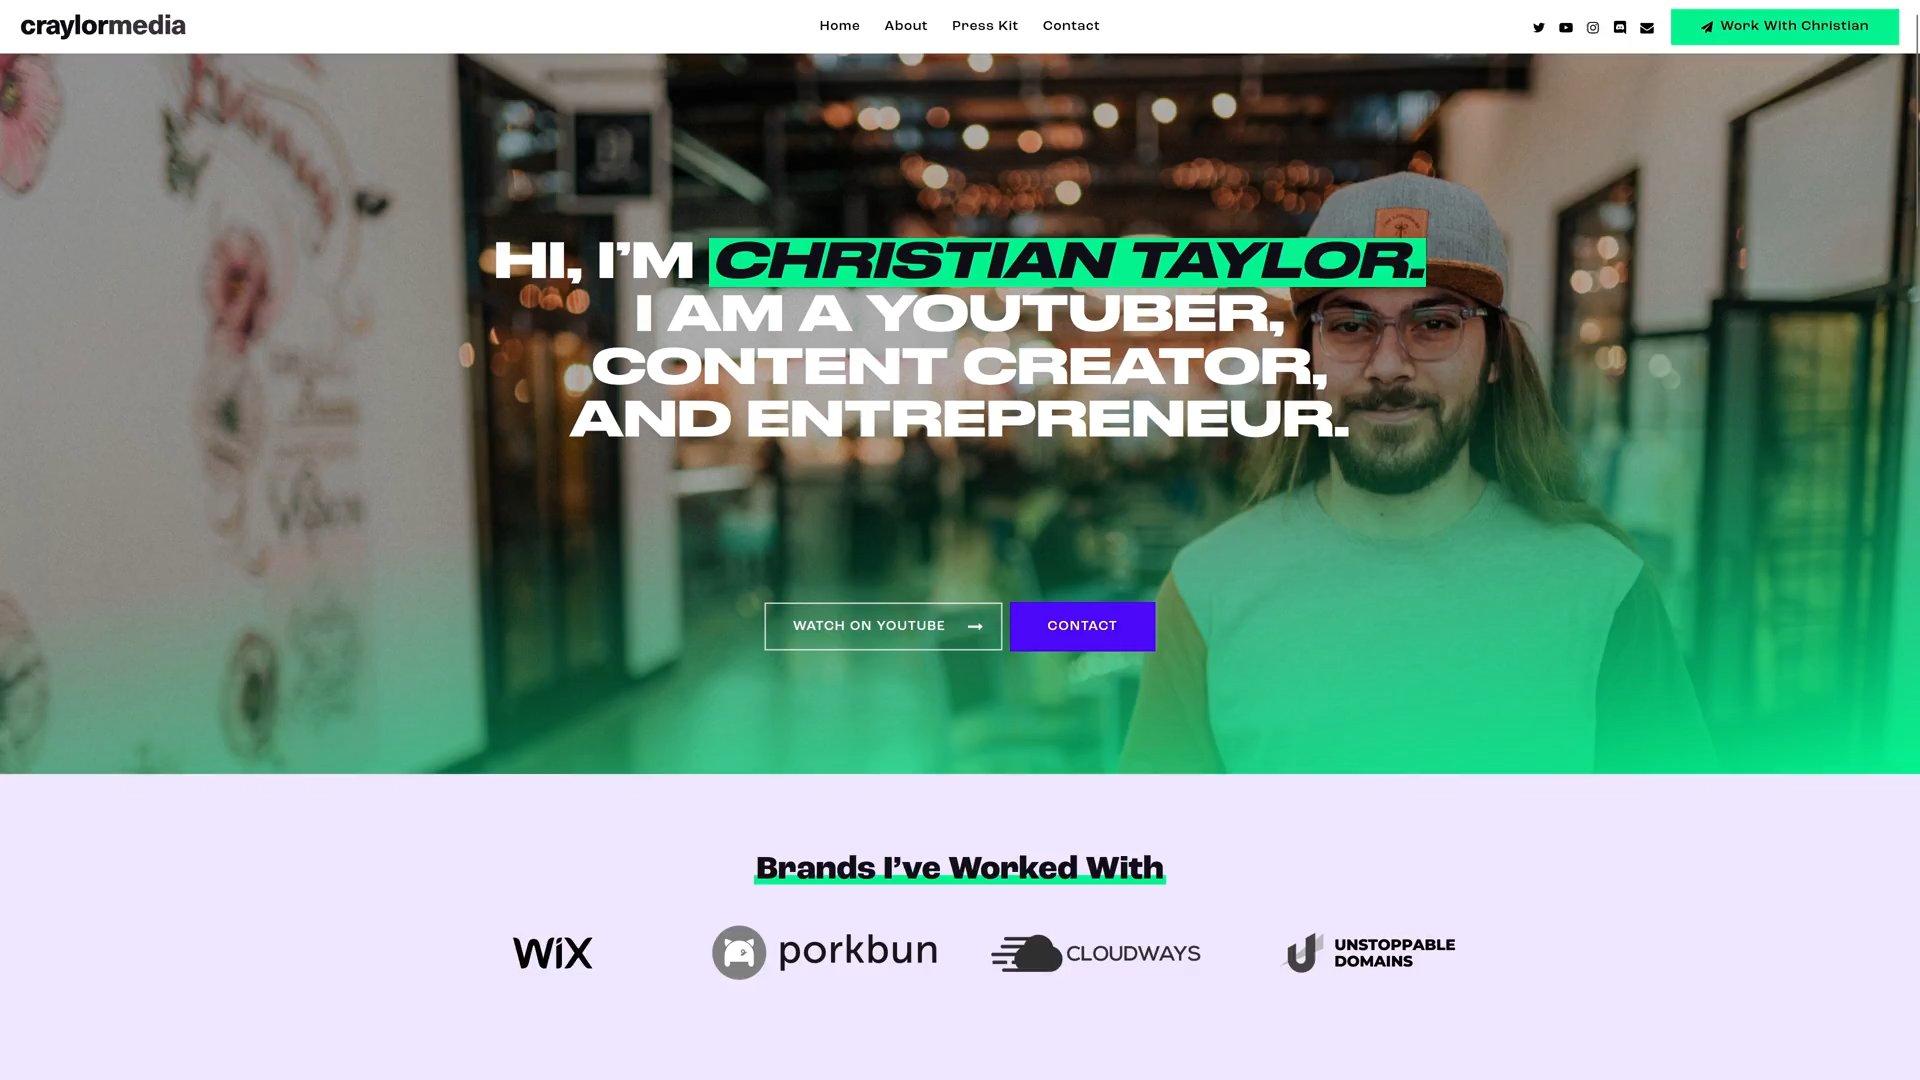 craylormedia
Home About Press Kit Contact
Work With Christian
HI, I’M CHRISTIAN TAYLOR.
I AM A YOUTUBER,
CONTENT CREATOR,
AND ENTREPRENEUR.
WATCH ON YOUTUBE
CONTACT
Brands I’ve Worked With
WiX
porkbun
CLOUDWAYS
UNSTOPPABLE
DOMAINS